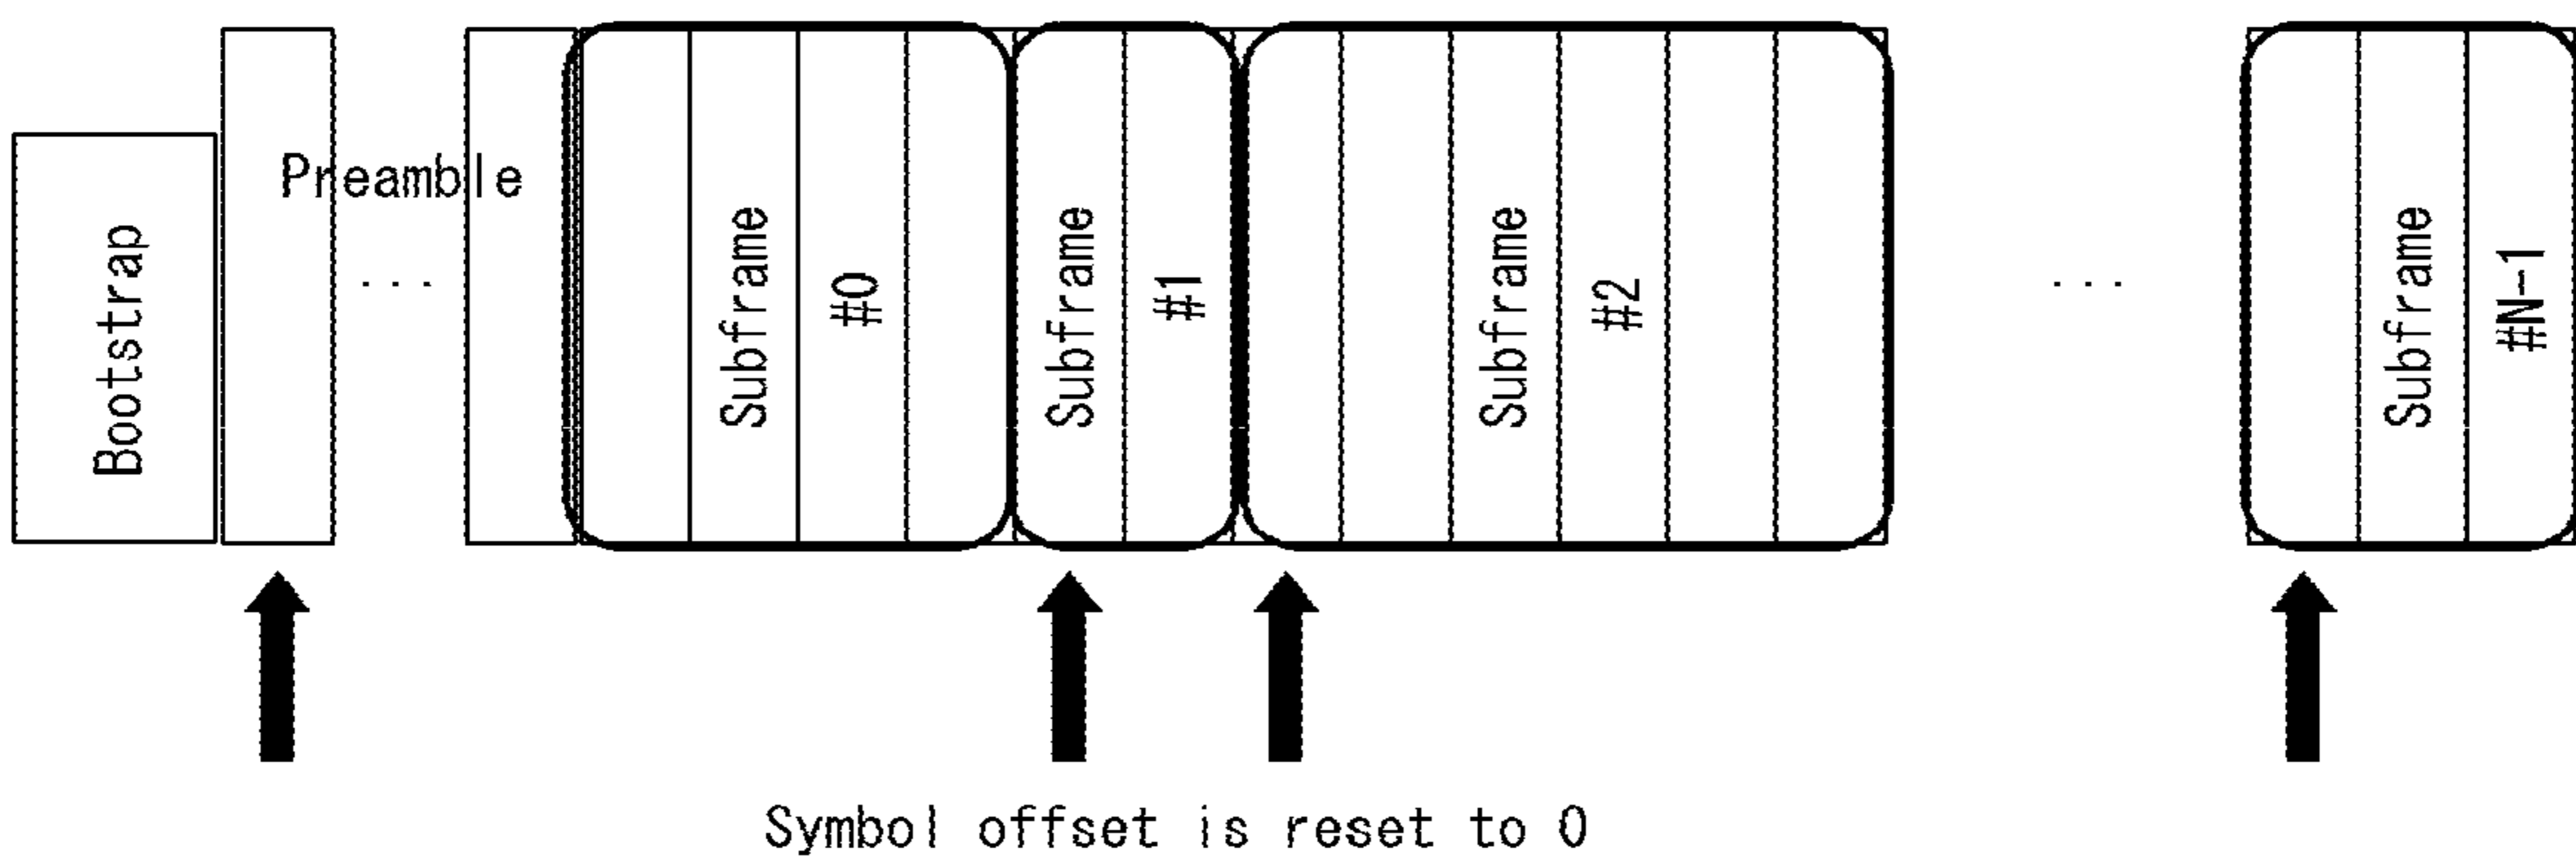 Bootstrap
Preamble
...
Subframe
#0
Subframe
#1
Subframe
#2
...
Subframe
#N-1
Symbol offset is reset to 0